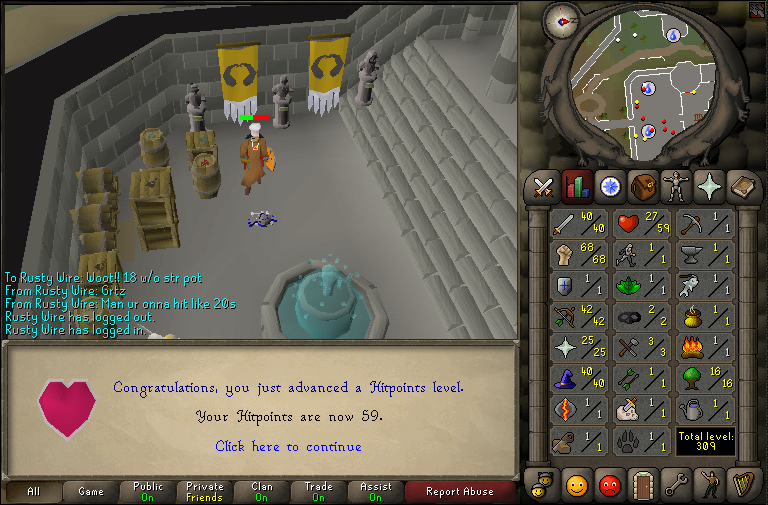 To Rusty Wire: Woot!! 18 w/o str pot
From Rusty Wire: Grtz
From Rusty Wire: Man ur onna hit like 20s
Rusty Wire has logged out.
Rusty Wire has logged in.
Congratulations, you just advanced a Hitpoints level.
Your Hitpoints are now 59.
Click here to continue
All
Game
Public
On
Private
Friends
Clan
On
Trade
On
Assist
On
Report Abuse
40 40
27 59
1 1
68 68
1 1
1 1
1 1
1 1
1 1
42 42
2 2
1 1
25 25
3 3
1 1
40 40
1 1
16 16
1 1
1 1
1 1
1 1
1 1
Total level:
309